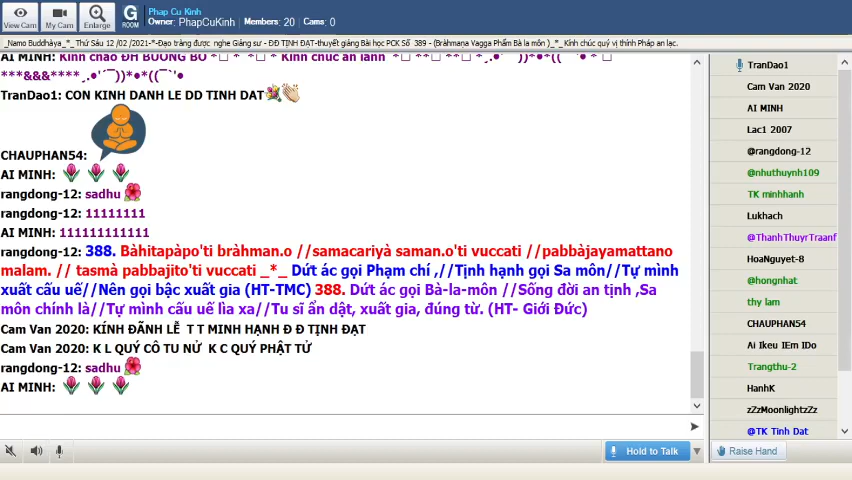 Phap Cu Kinh
Owner: PhapCuKinh Members: 20 Cams: 0
View Cam
My Cam
Enlarge
G
ROOM
_Namo Buddhàya_*_ Thứ Sáu 12 /02 /2021-*-Đạo tràng được nghe Giảng sư - ĐĐ TỊNH ĐẠT-thuyết giảng Bài học PCK Số 389 - (Bràhmaṇa Vagga Phẩm Bà la môn )_*_ Kính chúc quý vị thính Pháp an lạc.
***&&&****
TranDao1: CON KINH DANH LE DD TINH DAT
CHAUPHAN54:
AI MINH:
rangdong-12: sadhu
rangdong-12: 11111111
AI MINH: 111111111111
rangdong-12: 388. Bàhitapàpo'ti bràhman.o //samacariyà saman.o'ti vuccati //pabbàjayamattano
malam. // tasmà pabbajito'ti vuccati _*_ Dứt ác gọi Phạm chí ,//Tịnh hạnh gọi Sa môn//Tự mình
xuất cấu uế//Nên gọi bậc xuất gia (HT-TMC) 388. Dứt ác gọi Bà-la-môn //Sống đời an tịnh ,Sa
môn chính là//Tự mình cấu uế lìa xa//Tu sĩ ẩn dật, xuất gia, đúng từ. (HT- Giới Đức)
Cam Van 2020: KÍNH ĐÃNH LỄ T T MINH HẠNH Đ Đ TỊNH ĐẠT
Cam Van 2020: K L QUÝ CÔ TU NỬ K C QUÝ PHẬT TỬ
rangdong-12: sadhu
AI MINH:
Hold to Talk
TranDao1
Cam Van 2020
AI MINH
Lac1 2007
@rangdong-12
@nhuthuynh109
TK minhhanh
Lukhach
@ThanhThuyrTraanf
HoaNguyet-8
@hongnhat
thy lam
CHAUPHAN54
Ai Ikeu IEm IDo
Trangthu-2
HanhK
zZzMoonlightzZz
@TK Tinh Dat
Raise Hand